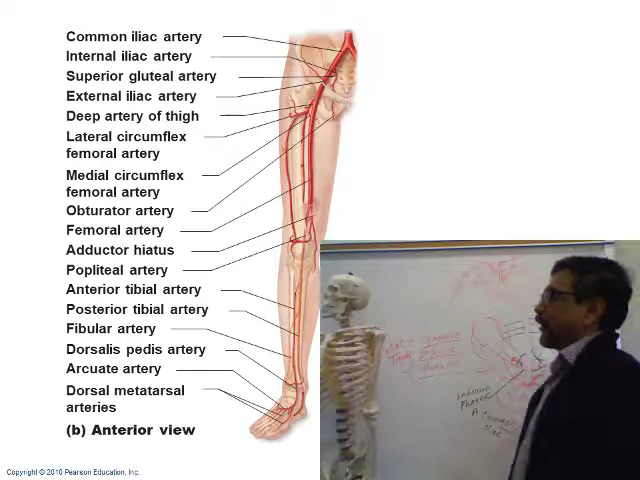 Common iliac artery
Internal iliac artery
Superior gluteal artery
External iliac artery
Deep artery of thigh
Lateral circumflex
femoral artery
Medial circumflex
femoral artery
Obturator artery
Femoral artery
Adductor hiatus
Popliteal artery
Anterior tibial artery
Posterior tibial artery
Fibular artery
Dorsalis pedis artery
Arcuate artery
Dorsal metatarsal
arteries
(b) Anterior view
Copyright © 2010 Pearson Education, Inc.